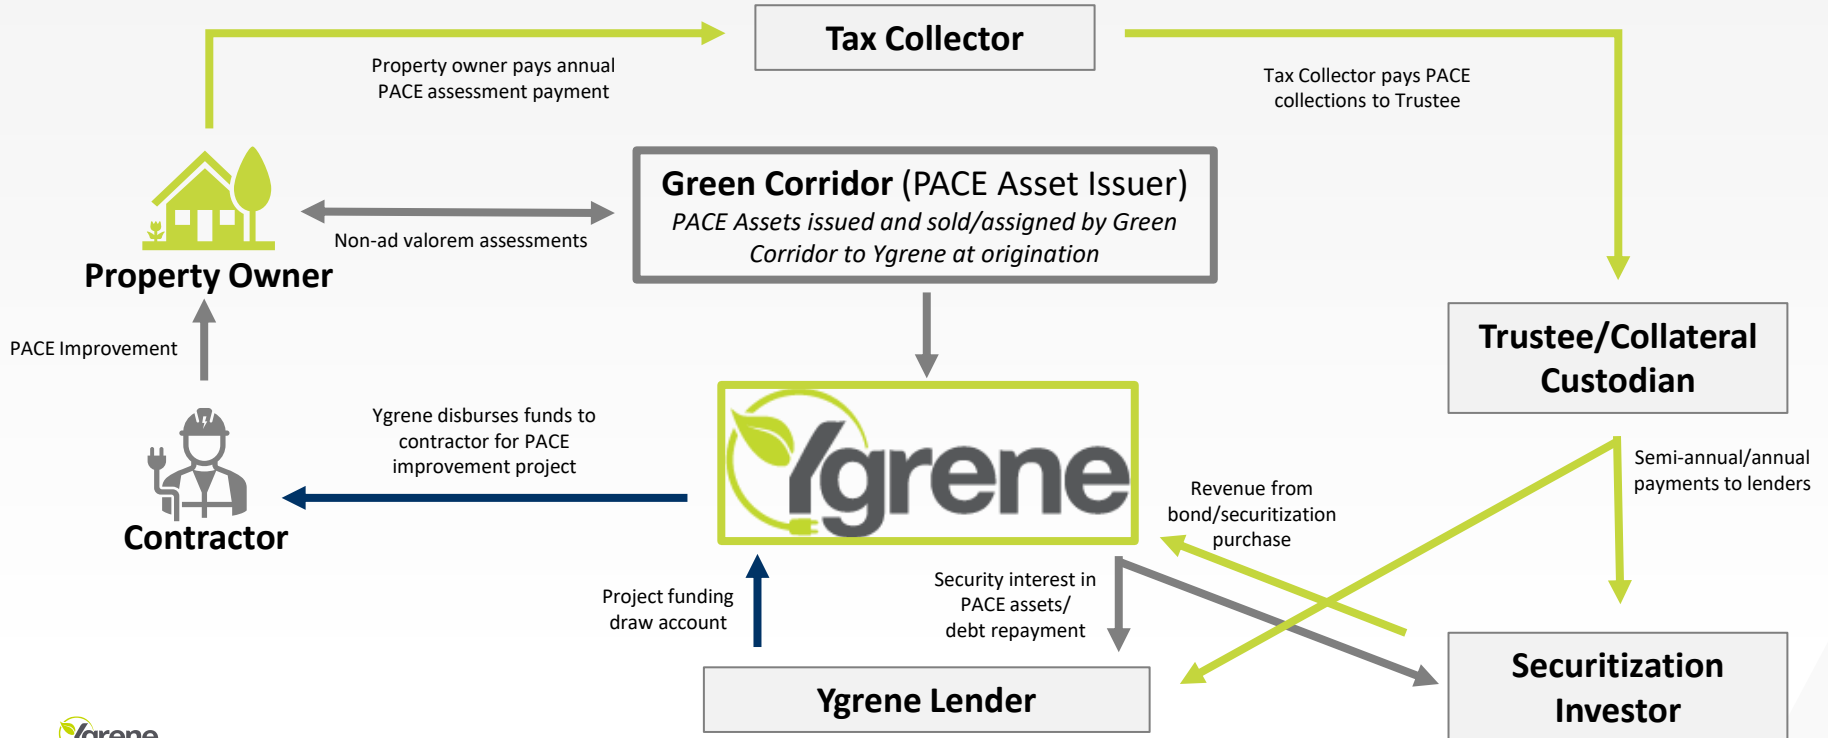 Tax Collector
Property owner pays annual
PACE assessment payment
Tax Collector pays PACE
collections to Trustee
Green Corridor (PACE Asset Issuer)
PACE Assets issued and sold/assigned by Green
Corridor to Ygrene at origination
Non-ad valorem assessments
Property Owner
PACE Improvement
Trustee/Collateral
Custodian
Ygrene disburses funds to
contractor for PACE
improvement project
Ygrene
Contractor
Revenue from
bond/securitization
purchase
Semi-annual/annual
payments to lenders
Project funding
draw account
Security interest in
PACE assets/
debt repayment
Ygrene Lender
Securitization
Investor
Ygrene